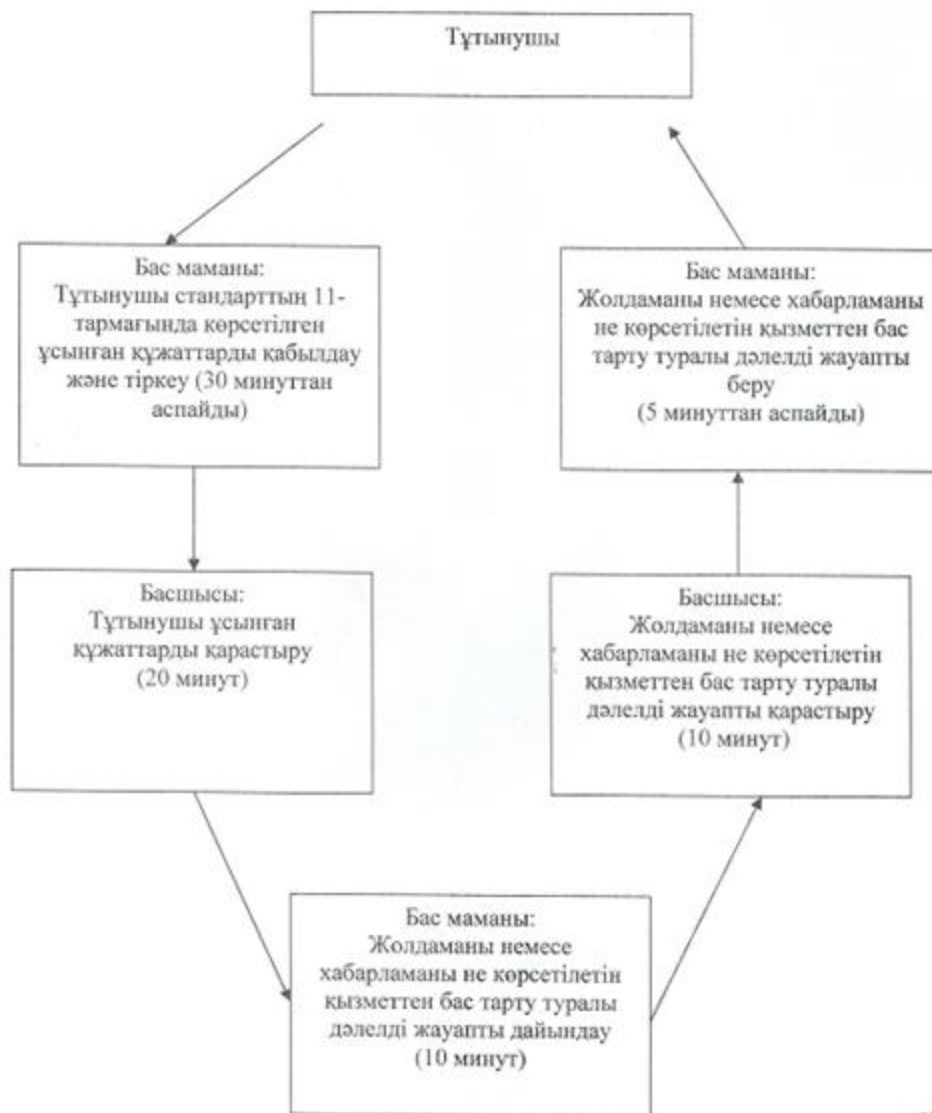 Тұтынушы
Бас маманы:
Тұтынушы стандарттың 11-
тармағында көрсетілген
ұсынған құжаттарды қабылдау
және тіркеу (30 минуттан
аспайды)
Басшысы:
Тұтынушы ұсынған
құжаттарды қарастыру
(20 минут)
Бас маманы:
Жолдаманы немесе
хабарламаны не көрсетілетін
қызметтен бас тарту туралы
дәлелді жауапты дайындау
(10 минут)
Басшысы:
Жолдаманы немесе
хабарламаны не көрсетілетін
қызметтен бас тарту туралы
дәлелді жауапты қарастыру
(10 минут)
Бас маманы:
Жолдаманы немесе хабарламаны
не көрсетілетін қызметтен бас
тарту туралы дәлелді жауапты
беру
(5 минуттан аспайды)